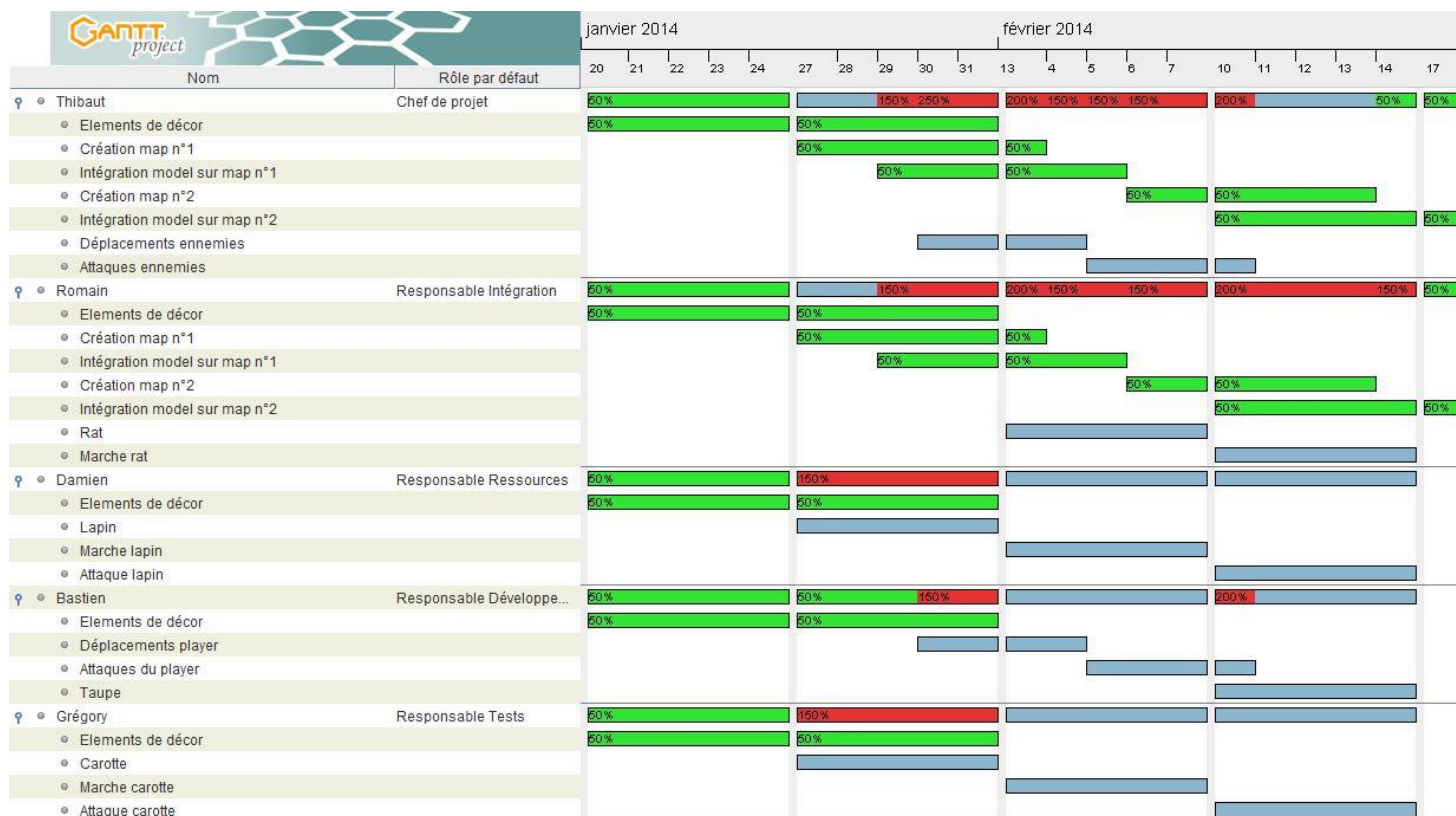 GANTT project
janvier 2014 février 2014
20 21 22 23 24 27 28 29 30 31 13 4 5 6 7 10 11 12 13 14 17
Nom Rôle par défaut
Thibaut Chef de projet 50% 150% 250% 200% 150% 150% 150% 200% 50% 50%
Elements de décor 50% 50%
Création map n°1 50% 50%
Intégration model sur map n°1 50% 50%
Création map n°2 50% 50%
Intégration model sur map n°2 50% 50%
Déplacements ennemies
Attaques ennemies
Romain Responsable Intégration 50% 150% 200% 150% 150% 200% 150% 50%
Elements de décor 50% 50%
Création map n°1 50% 50%
Intégration model sur map n°1 50% 50%
Création map n°2 50% 50%
Intégration model sur map n°2 50% 50%
Rat
Marche rat
Damien Responsable Ressources 50% 150%
Elements de décor 50% 50%
Lapin
Marche lapin
Attaque lapin
Bastien Responsable Développe... 50% 50% 150% 200%
Elements de décor 50% 50%
Déplacements player
Attaques du player
Taupe
Grégory Responsable Tests 50% 150%
Elements de décor 50% 50%
Carotte
Marche carotte
Attaque carotte